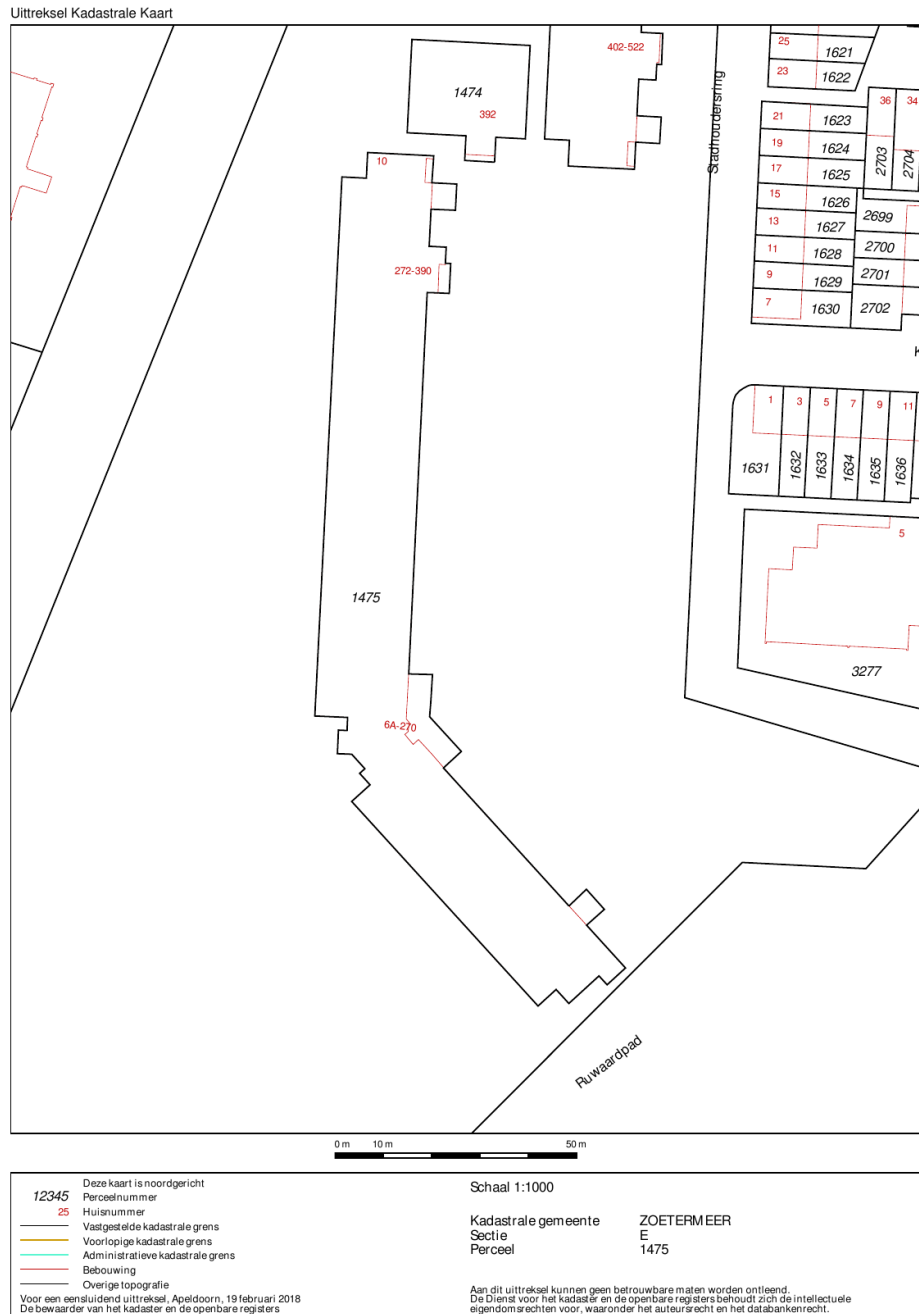 Uittreksel Kadastrale Kaart
402-522
25
1621
23
1622
Stadhoudersring
1474
392
36
34
2703
2704
21
1623
19
1624
17
1625
15
1626
13
1627
11
1628
9
1629
7
1630
2699
2700
2701
2702
10
272-390
K
1
3
5
7
9
11
1631
1632
1633
1634
1635
1636
5
3277
1475
6A-270
Ruwaardpad
0 m 10 m 50 m
Deze kaart is noordgericht
12345 Perceelnummer
25 Huisnummer
Vastgestelde kadastrale grens
Voorlopige kadastrale grens
Administratieve kadastrale grens
Bebouwing
Overige topografie
Voor een eensluidend uittreksel, Apeldoorn, 19 februari 2018
De bewaarder van het kadaster en de openbare registers
Schaal 1:1000
Kadastrale gemeente ZOETERMEER
Sectie E
Perceel 1475
Aan dit uittreksel kunnen geen betrouwbare maten worden ontleend.
De Dienst voor het kadaster en de openbare registers behoudt zich de intellectuele
eigendomsrechten voor, waaronder het auteursrecht en het databankenrecht.